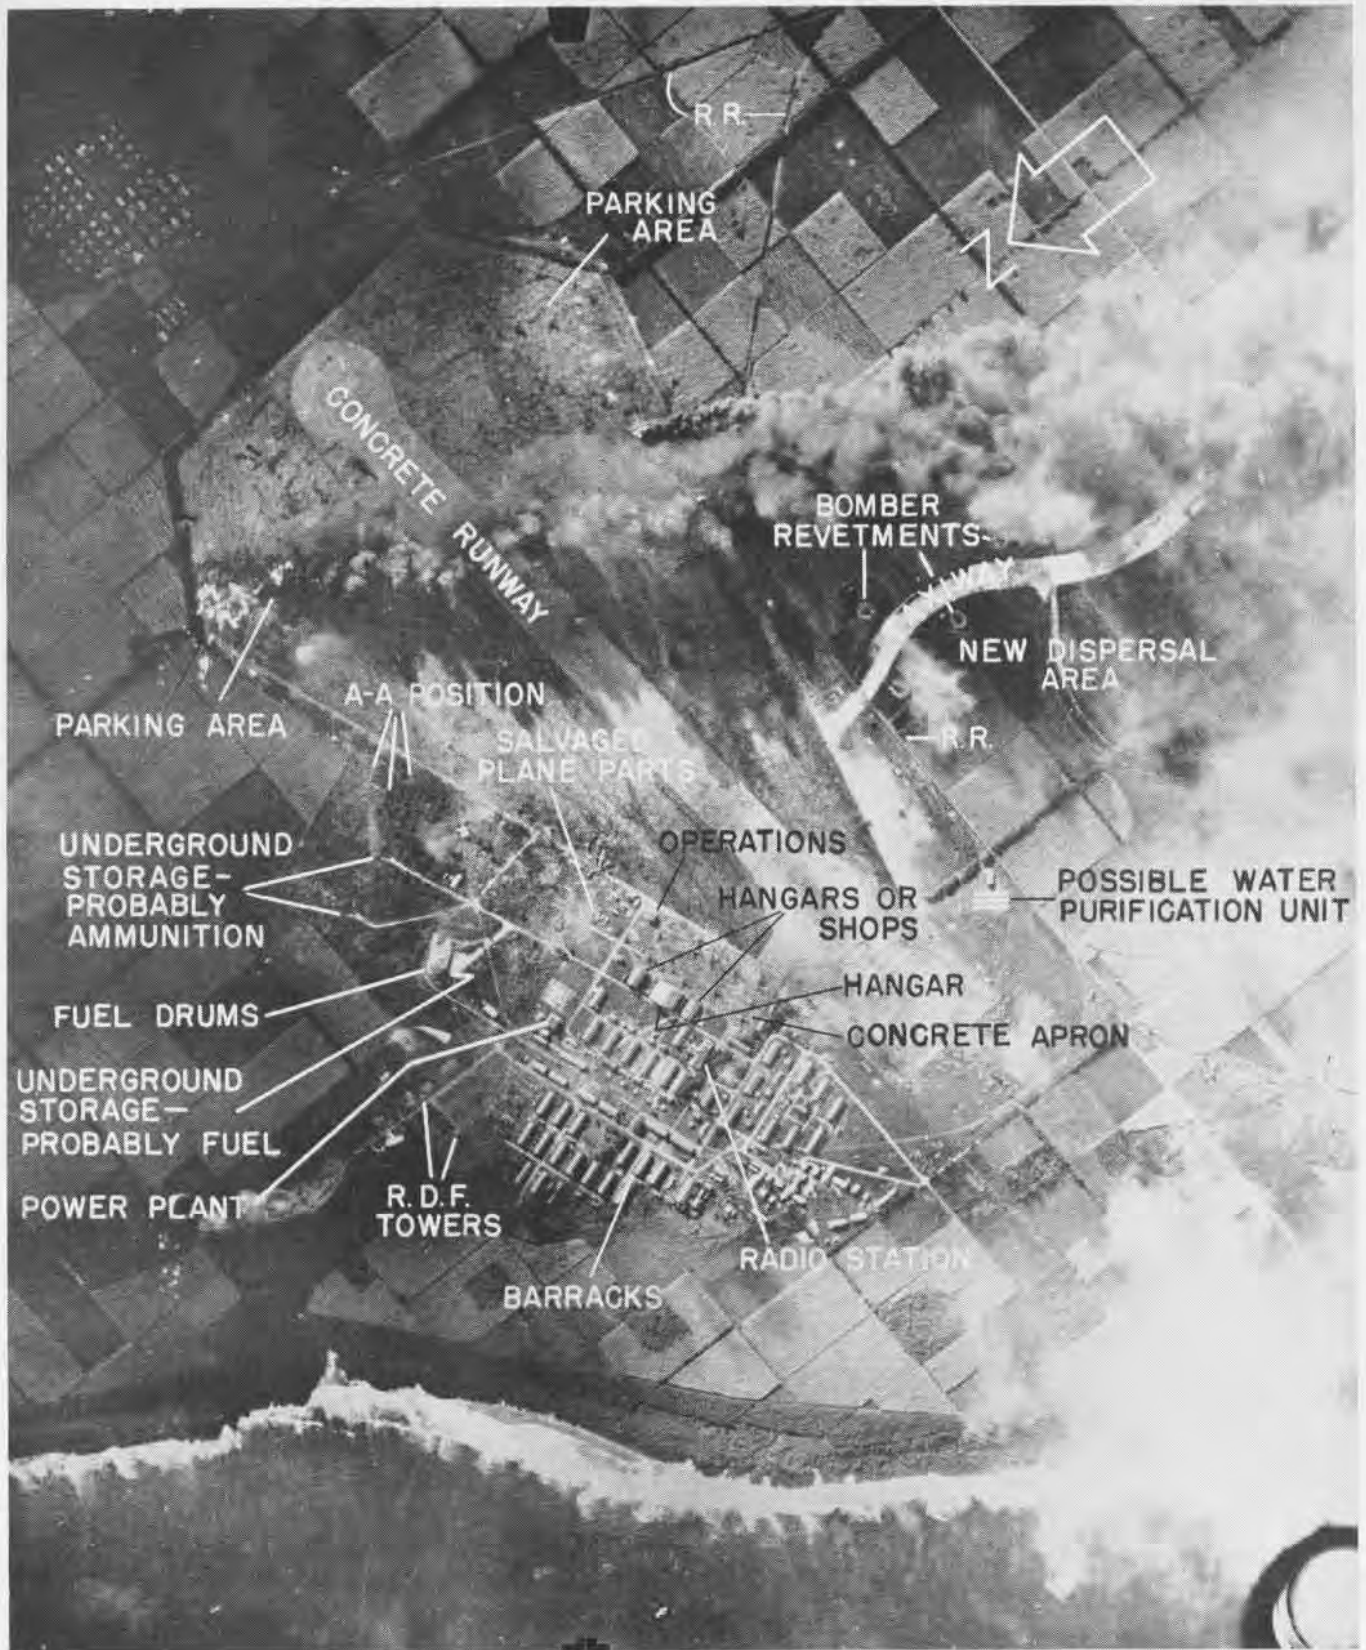 R.R.
PARKING
AREA
N
CONCRETE RUNWAY
BOMBER
REVETMENTS
NEW DISPERSAL
AREA
A-A POSITION
PARKING AREA
SALVAGED
PLANE PARTS
R.R.
UNDERGROUND
STORAGE-
PROBABLY
AMMUNITION
OPERATIONS
HANGARS OR
SHOPS
POSSIBLE WATER
PURIFICATION UNIT
HANGAR
FUEL DRUMS
CONCRETE APRON
UNDERGROUND
STORAGE-
PROBABLY FUEL
POWER PLANT
R.D.F.
TOWERS
RADIO STATION
BARRACKS